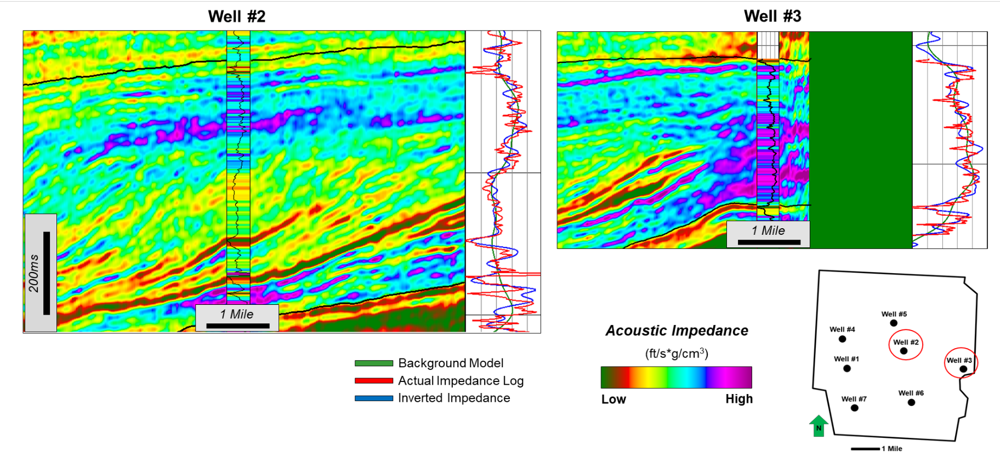 Well #2
Well #3
200ms
1 Mile
1 Mile
Background Model
Actual Impedance Log
Inverted Impedance
Acoustic Impedance
(ft/s*g/cm³)
Low
High
Well #5
Well #4
Well #2
Well #1
Well #3
Well #6
Well #7
N
1 Mile